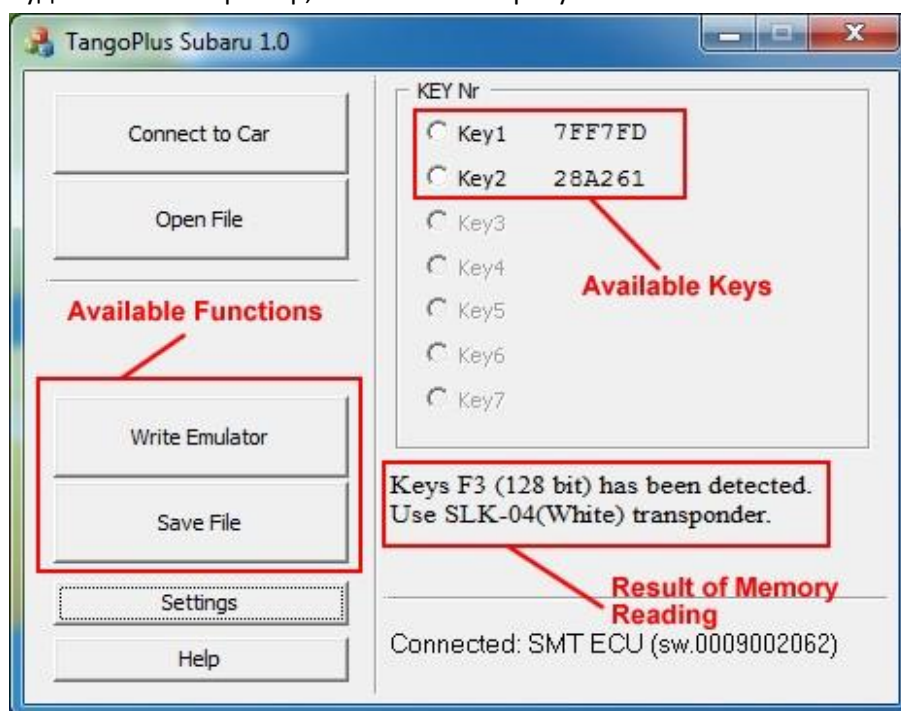 TangoPlus Subaru 1.0
Connect to Car
Open File
Available Functions
Write Emulator
Save File
Settings
Help
KEY Nr
Key1 7FF7FD
Key2 28A261
Key3
Key4
Available Keys
Key5
Key6
Key7
Keys F3 (128 bit) has been detected.
Use SLK-04(White) transponder.
Result of Memory
Reading
Connected: SMT ECU (sw.0009002062)